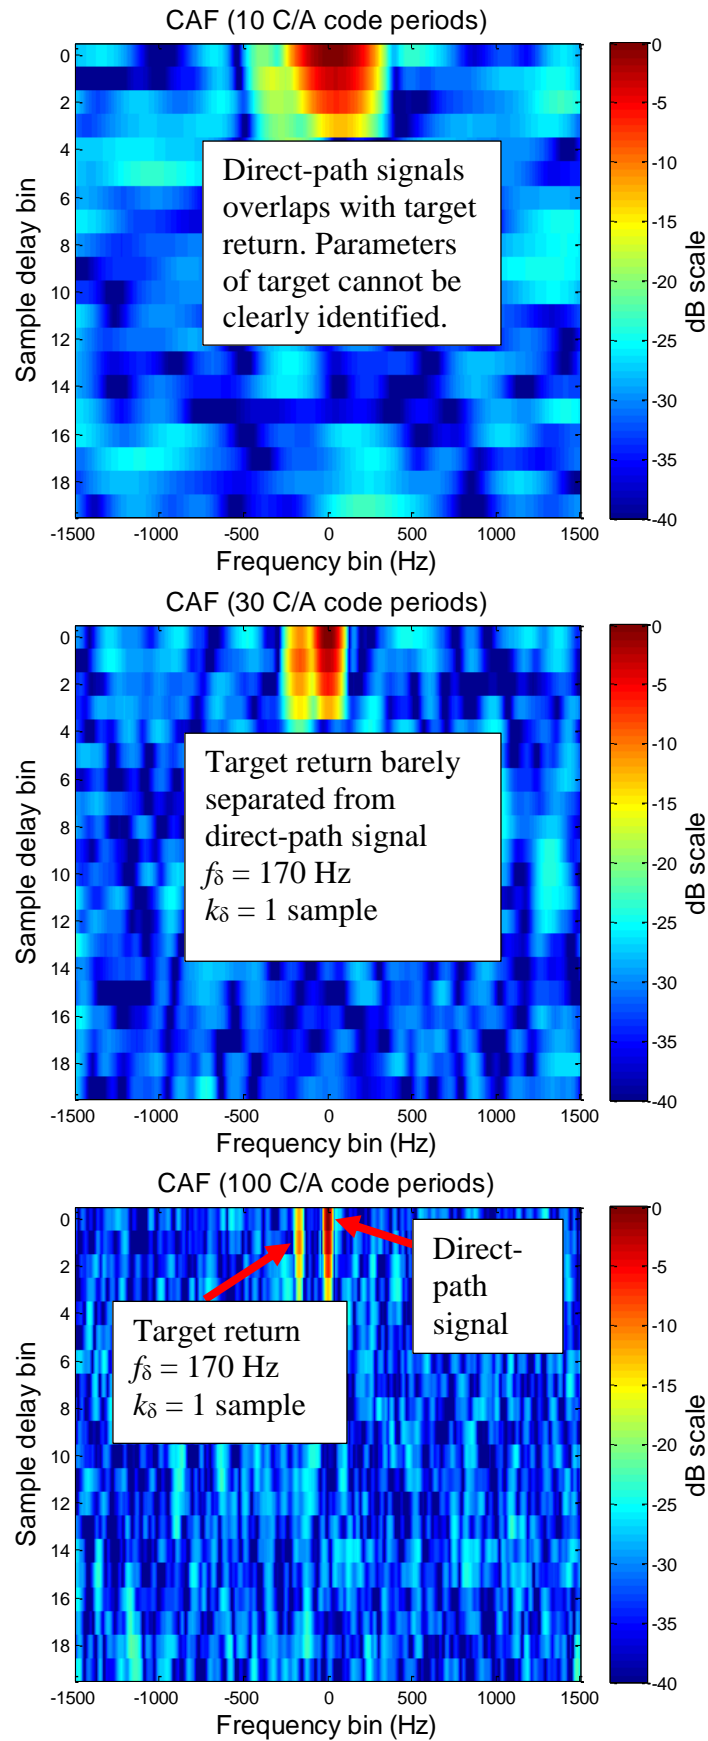 CAF (10 C/A code periods)
0
2
4
6
8
10
12
14
16
18
Sample delay bin
-1500
-1000
-500
0
500
1000
1500
Frequency bin (Hz)
Direct-path signals
overlaps with target
return. Parameters
of target cannot be
clearly identified.
0
-5
-10
-15
-20
-25
-30
-35
-40
dB scale
CAF (30 C/A code periods)
0
2
4
6
8
10
12
14
16
18
Sample delay bin
-1500
-1000
-500
0
500
1000
1500
Frequency bin (Hz)
Target return barely
separated from
direct-path signal
fδ = 170 Hz
kδ = 1 sample
0
-5
-10
-15
-20
-25
-30
-35
-40
dB scale
CAF (100 C/A code periods)
0
2
4
6
8
10
12
14
16
18
Sample delay bin
-1500
-1000
-500
0
500
1000
1500
Frequency bin (Hz)
Direct-
path
signal
Target return
fδ = 170 Hz
kδ = 1 sample
0
-5
-10
-15
-20
-25
-30
-35
-40
dB scale